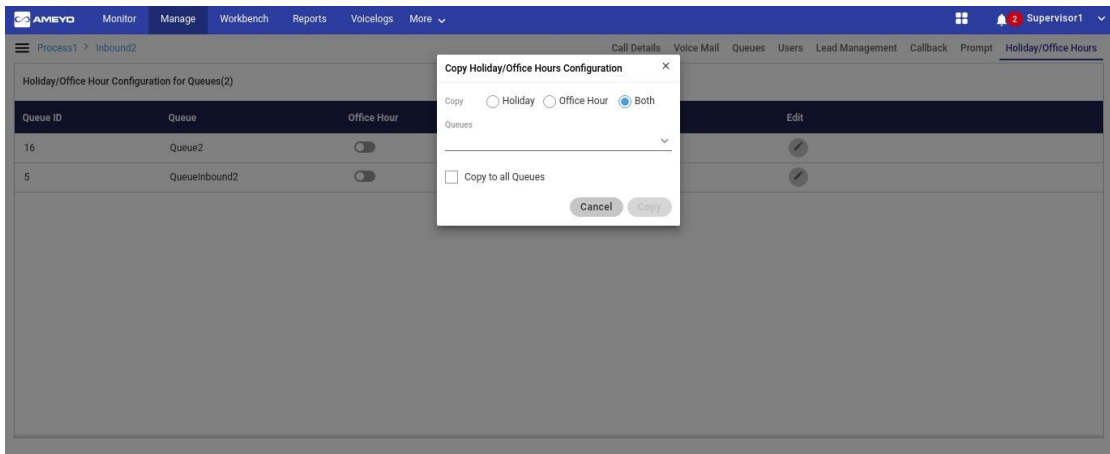 AMEYO Monitor Manage Workbench Reports Voicelogs More 2 Supervisor1
Process1 > Inbound2 Call Details Voice Mail Queues Users Lead Management Callback Prompt Holiday/Office Hours
Holiday/Office Hour Configuration for Queues(2)
Queue ID Queue Office Hour Edit
16 Queue2
5 QueueInbound2
Copy Holiday/Office Hours Configuration ×
Copy Holiday Office Hour Both
Queues
Copy to all Queues
Cancel Copy